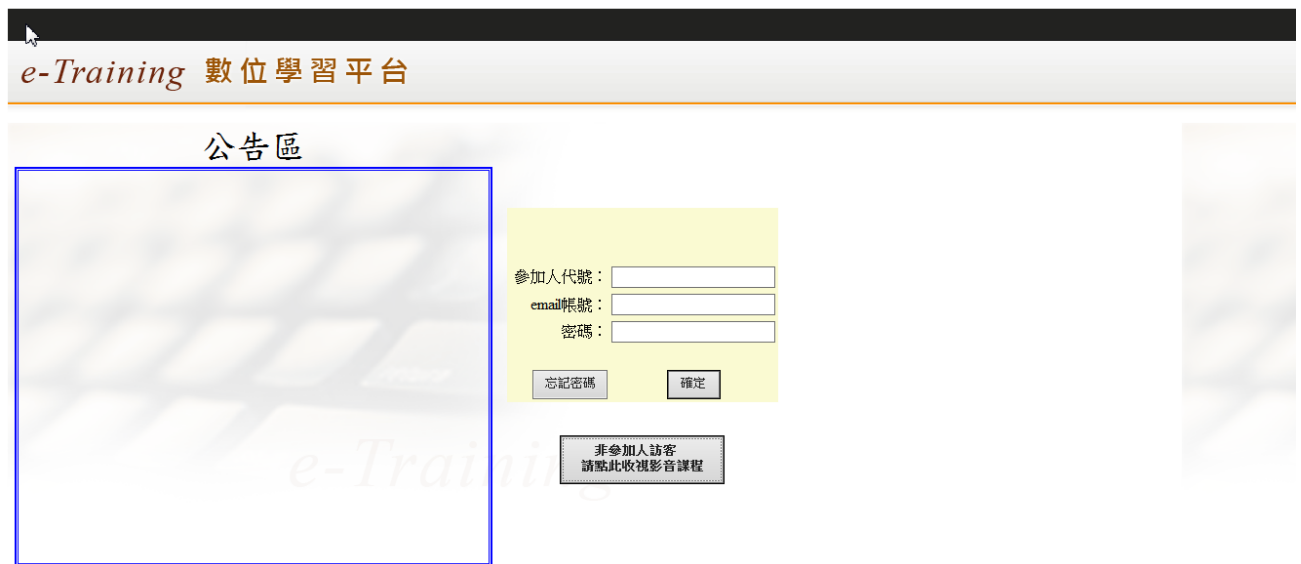 e-Training 數位學習平台
公告區
參加人代號：
email帳號：
密碼：
忘記密碼 確定
非參加人訪客
請點此收視影音課程
e-Training